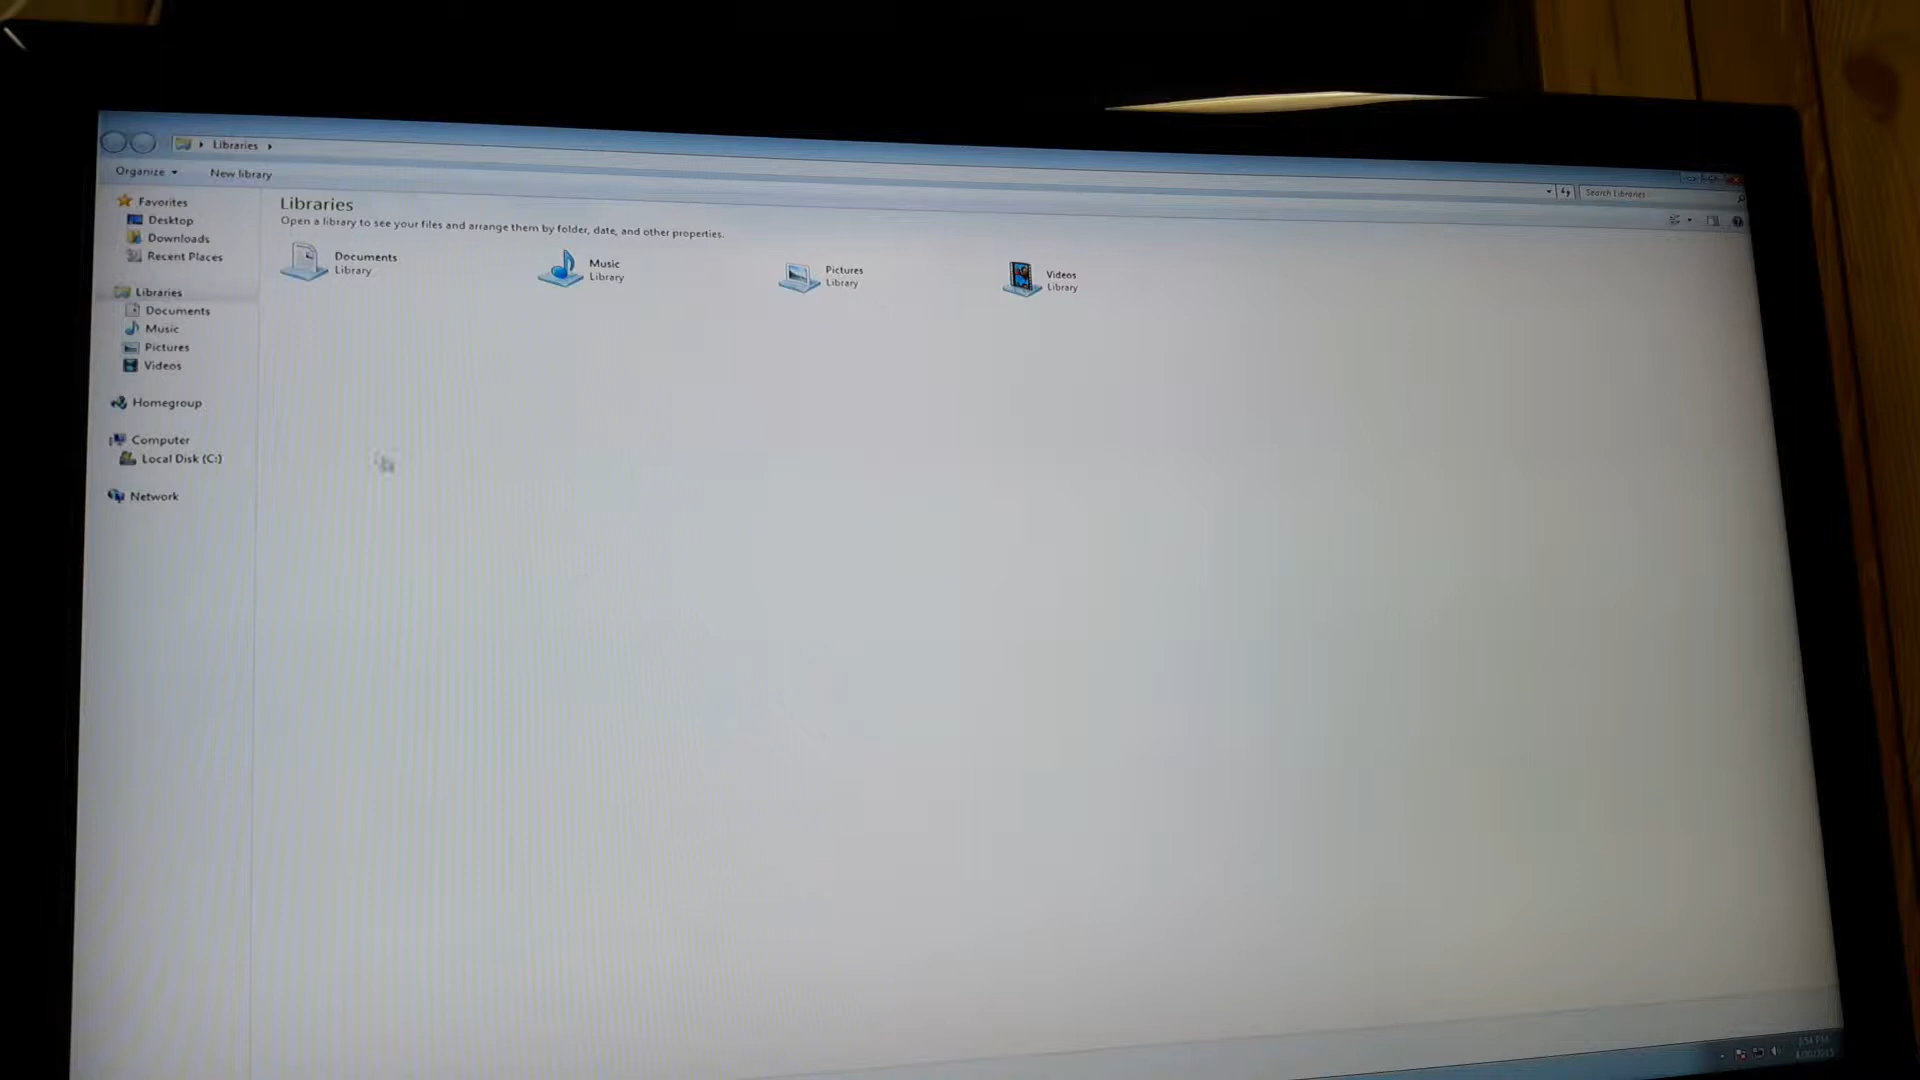 Libraries
Search Libraries
Organize
New library
Favorites
Desktop
Downloads
Recent Places
Libraries
Documents
Music
Pictures
Videos
Homegroup
Computer
Local Disk (C:)
Network
Libraries
Open a library to see your files and arrange them by folder, date, and other properties.
Documents
Library
Music
Library
Pictures
Library
Videos
Library